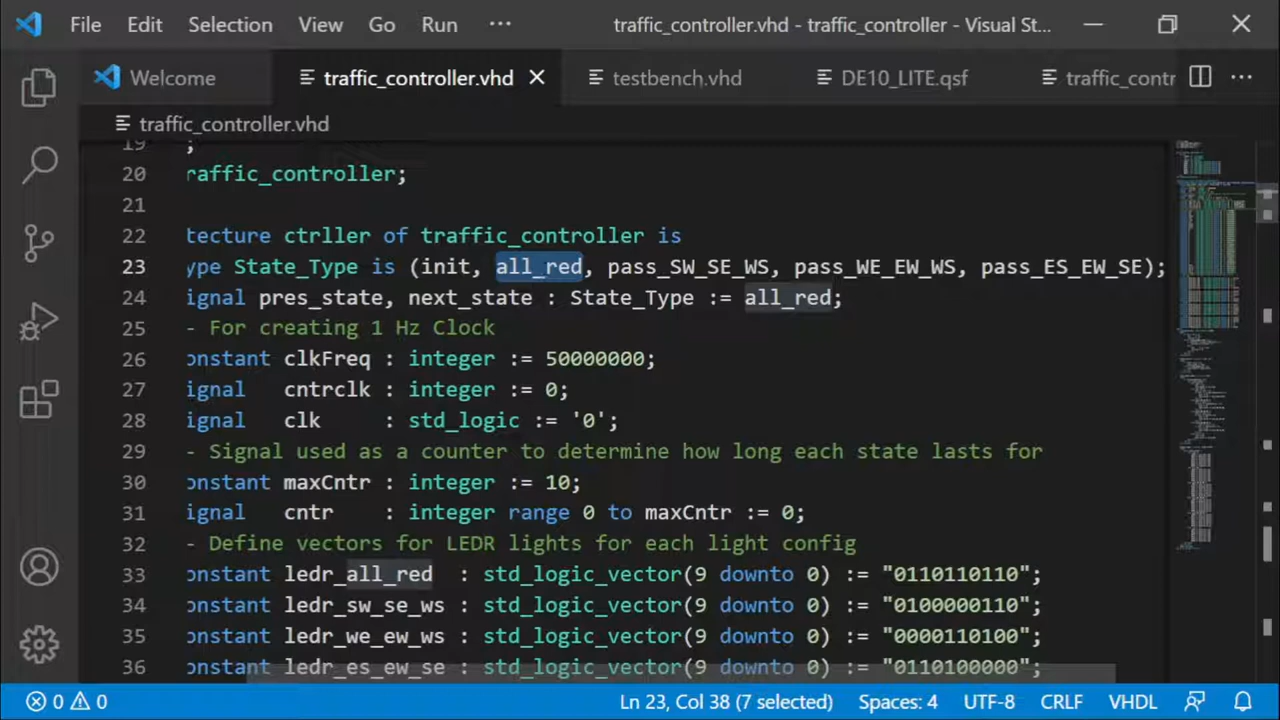 File Edit Selection View Go Run ··· traffic_controller.vhd - traffic_controller - Visual St...
Welcome traffic_controller.vhd testbench.vhd DE10_LITE.qsf traffic_contr
traffic_controller.vhd
19 ;
20 raffic_controller;
21
22 tecture ctrller of traffic_controller is
23 ype State_Type is (init, all_red, pass_SW_SE_WS, pass_WE_EW_WS, pass_ES_EW_SE);
24 ignal pres_state, next_state : State_Type := all_red;
25 - For creating 1 Hz Clock
26 onstant clkFreq : integer := 50000000;
27 ignal cntrclk : integer := 0;
28 ignal clk : std_logic := '0';
29 - Signal used as a counter to determine how long each state lasts for
30 onstant maxCntr : integer := 10;
31 ignal cntr : integer range 0 to maxCntr := 0;
32 - Define vectors for LEDR lights for each light config
33 onstant ledr_all_red : std_logic_vector(9 downto 0) := "0110110110";
34 onstant ledr_sw_se_ws : std_logic_vector(9 downto 0) := "0100000110";
35 onstant ledr_we_ew_ws : std_logic_vector(9 downto 0) := "0000110100";
36 onstant ledr_es_ew_se : std_logic_vector(9 downto 0) := "0110100000";
0 0 Ln 23, Col 38 (7 selected) Spaces: 4 UTF-8 CRLF VHDL